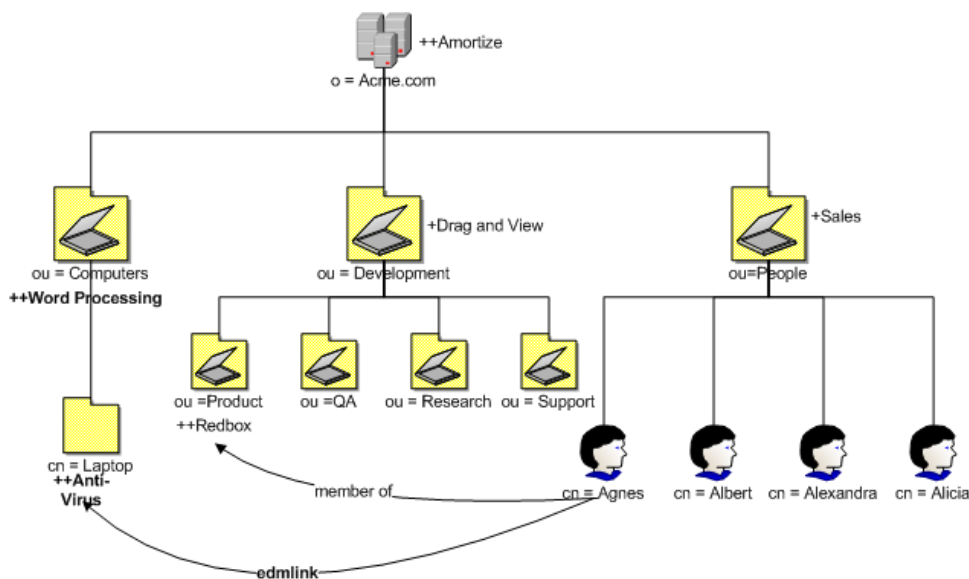 ++Amortize
o = Acme.com
+Drag and View
+Sales
ou = Computers
ou = Development
ou=People
++Word Processing
ou =Product
ou =QA
ou = Research
ou = Support
++Redbox
cn = Laptop
++Anti-
Virus
member of
cn = Agnes
cn = Albert
cn = Alexandra
cn = Alicia
edmlink